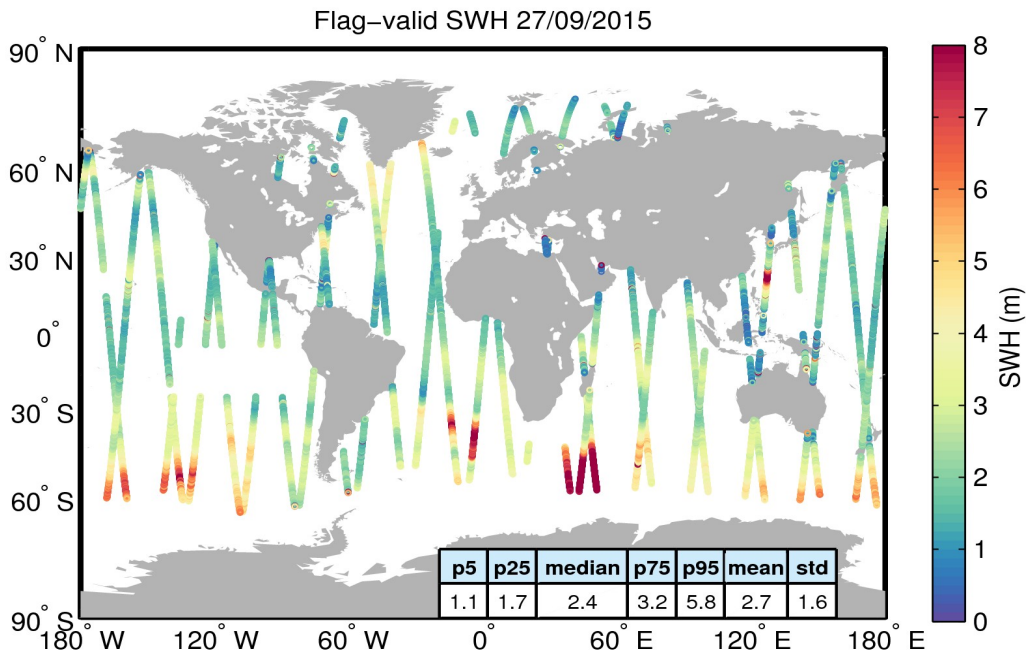 Flag−valid SWH 27/09/2015
90° N
60° N
30° N
0°
30° S
60° S
90° S
180° W
120° W
60° W
0°
60° E
120° E
180° E
p5 p25 median p75 p95 mean std
1.1 1.7 2.4 3.2 5.8 2.7 1.6
8
7
6
5
4
3
2
1
0
SWH (m)